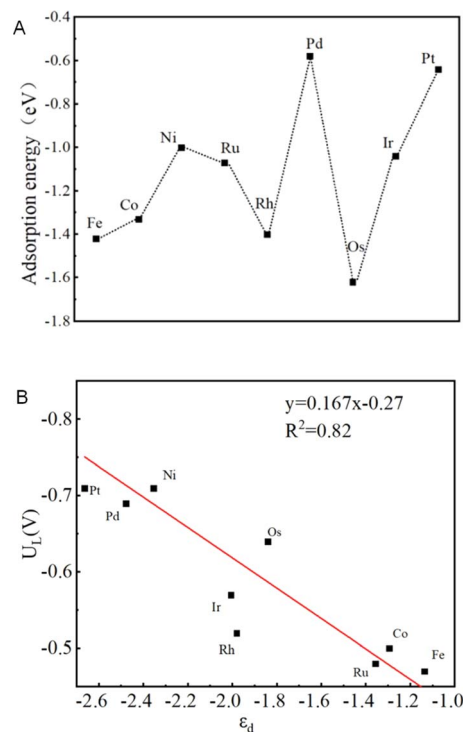 A
Adsorption energy（eV）
-0.4
-0.6
-0.8
-1.0
-1.2
-1.4
-1.6
-1.8
Fe
Co
Ni
Ru
Rh
Pd
Os
Ir
Pt
B
U_L(V)
-0.8
-0.7
-0.6
-0.5
y=0.167x-0.27
R²=0.82
Pt
Pd
Ni
Os
Ir
Rh
Ru
Co
Fe
-2.6 -2.4 -2.2 -2.0 -1.8 -1.6 -1.4 -1.2 -1.0
ε_d